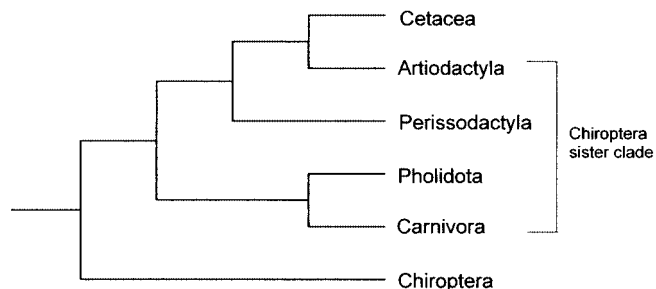 Cetacea
Artiodactyla
Perissodactyla
Chiroptera
sister clade
Pholidota
Carnivora
Chiroptera